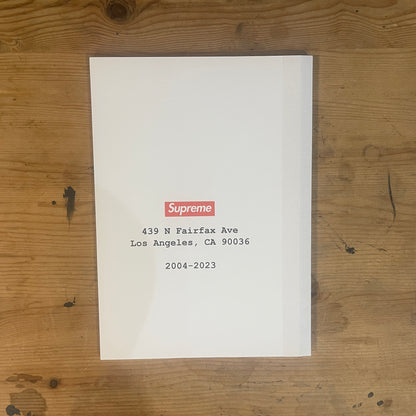 Supreme
439 N Fairfax Ave
Los Angeles, CA 90036
2004-2023